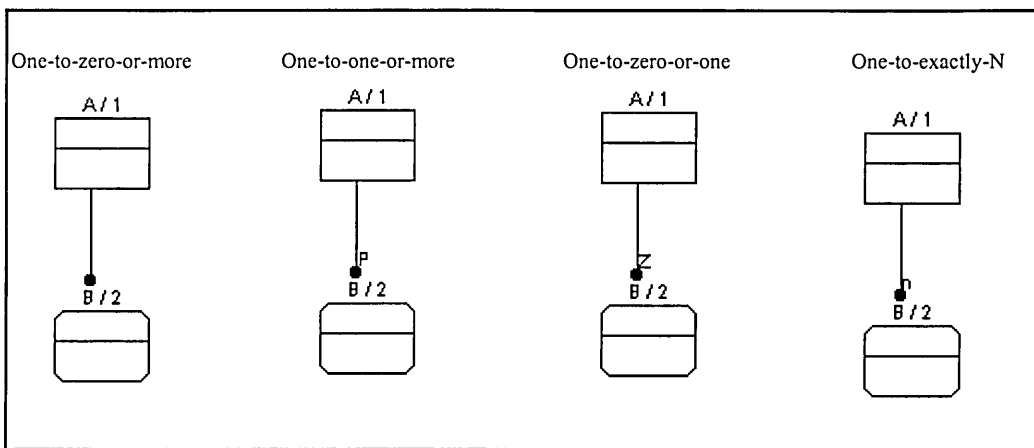 One-to-zero-or-more
One-to-one-or-more
One-to-zero-or-one
One-to-exactly-N
A / 1
A / 1
A / 1
A / 1
P
Z
n
B / 2
B / 2
B / 2
B / 2